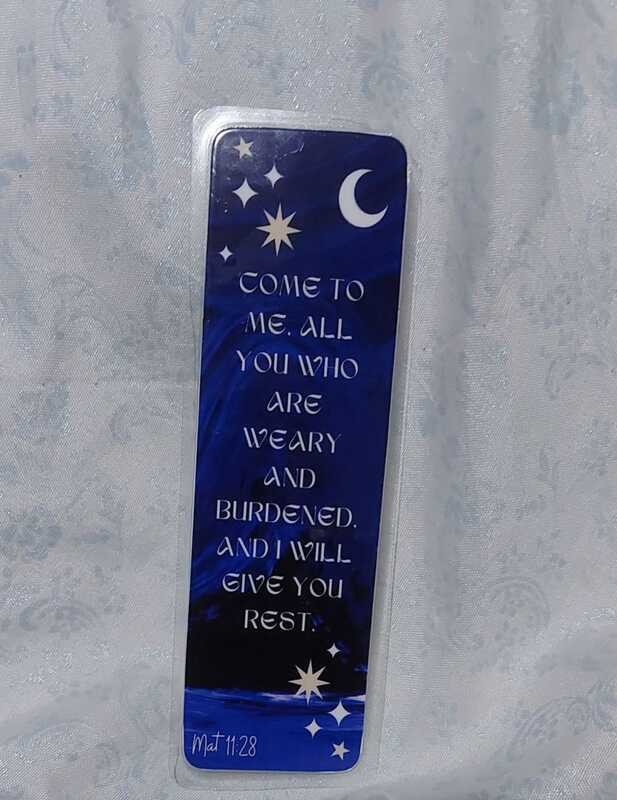 COME TO
ME, ALL
YOU WHO
ARE
WEARY
AND
BURDENED,
AND I WILL
GIVE YOU
REST.
Mat 11:28